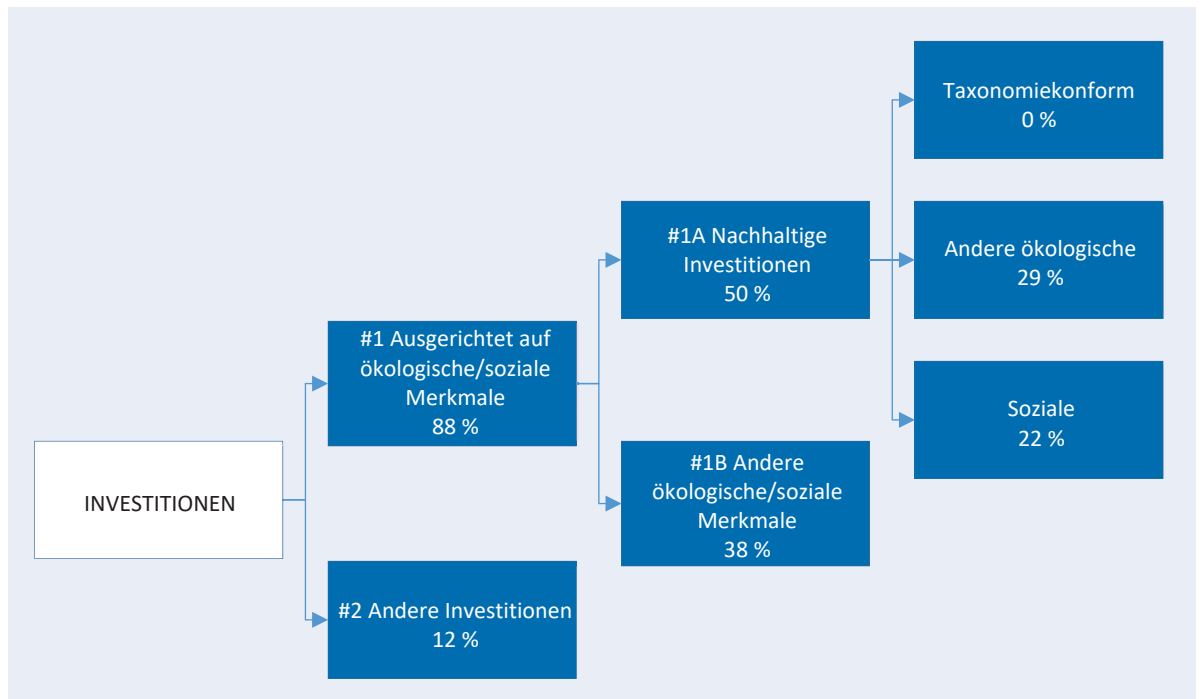 INVESTITIONEN
#1 Ausgerichtet auf
ökologische/soziale
Merkmale
88 %
#2 Andere Investitionen
12 %
#1A Nachhaltige
Investitionen
50 %
#1B Andere
ökologische/soziale
Merkmale
38 %
Taxonomiekonform
0 %
Andere ökologische
29 %
Soziale
22 %